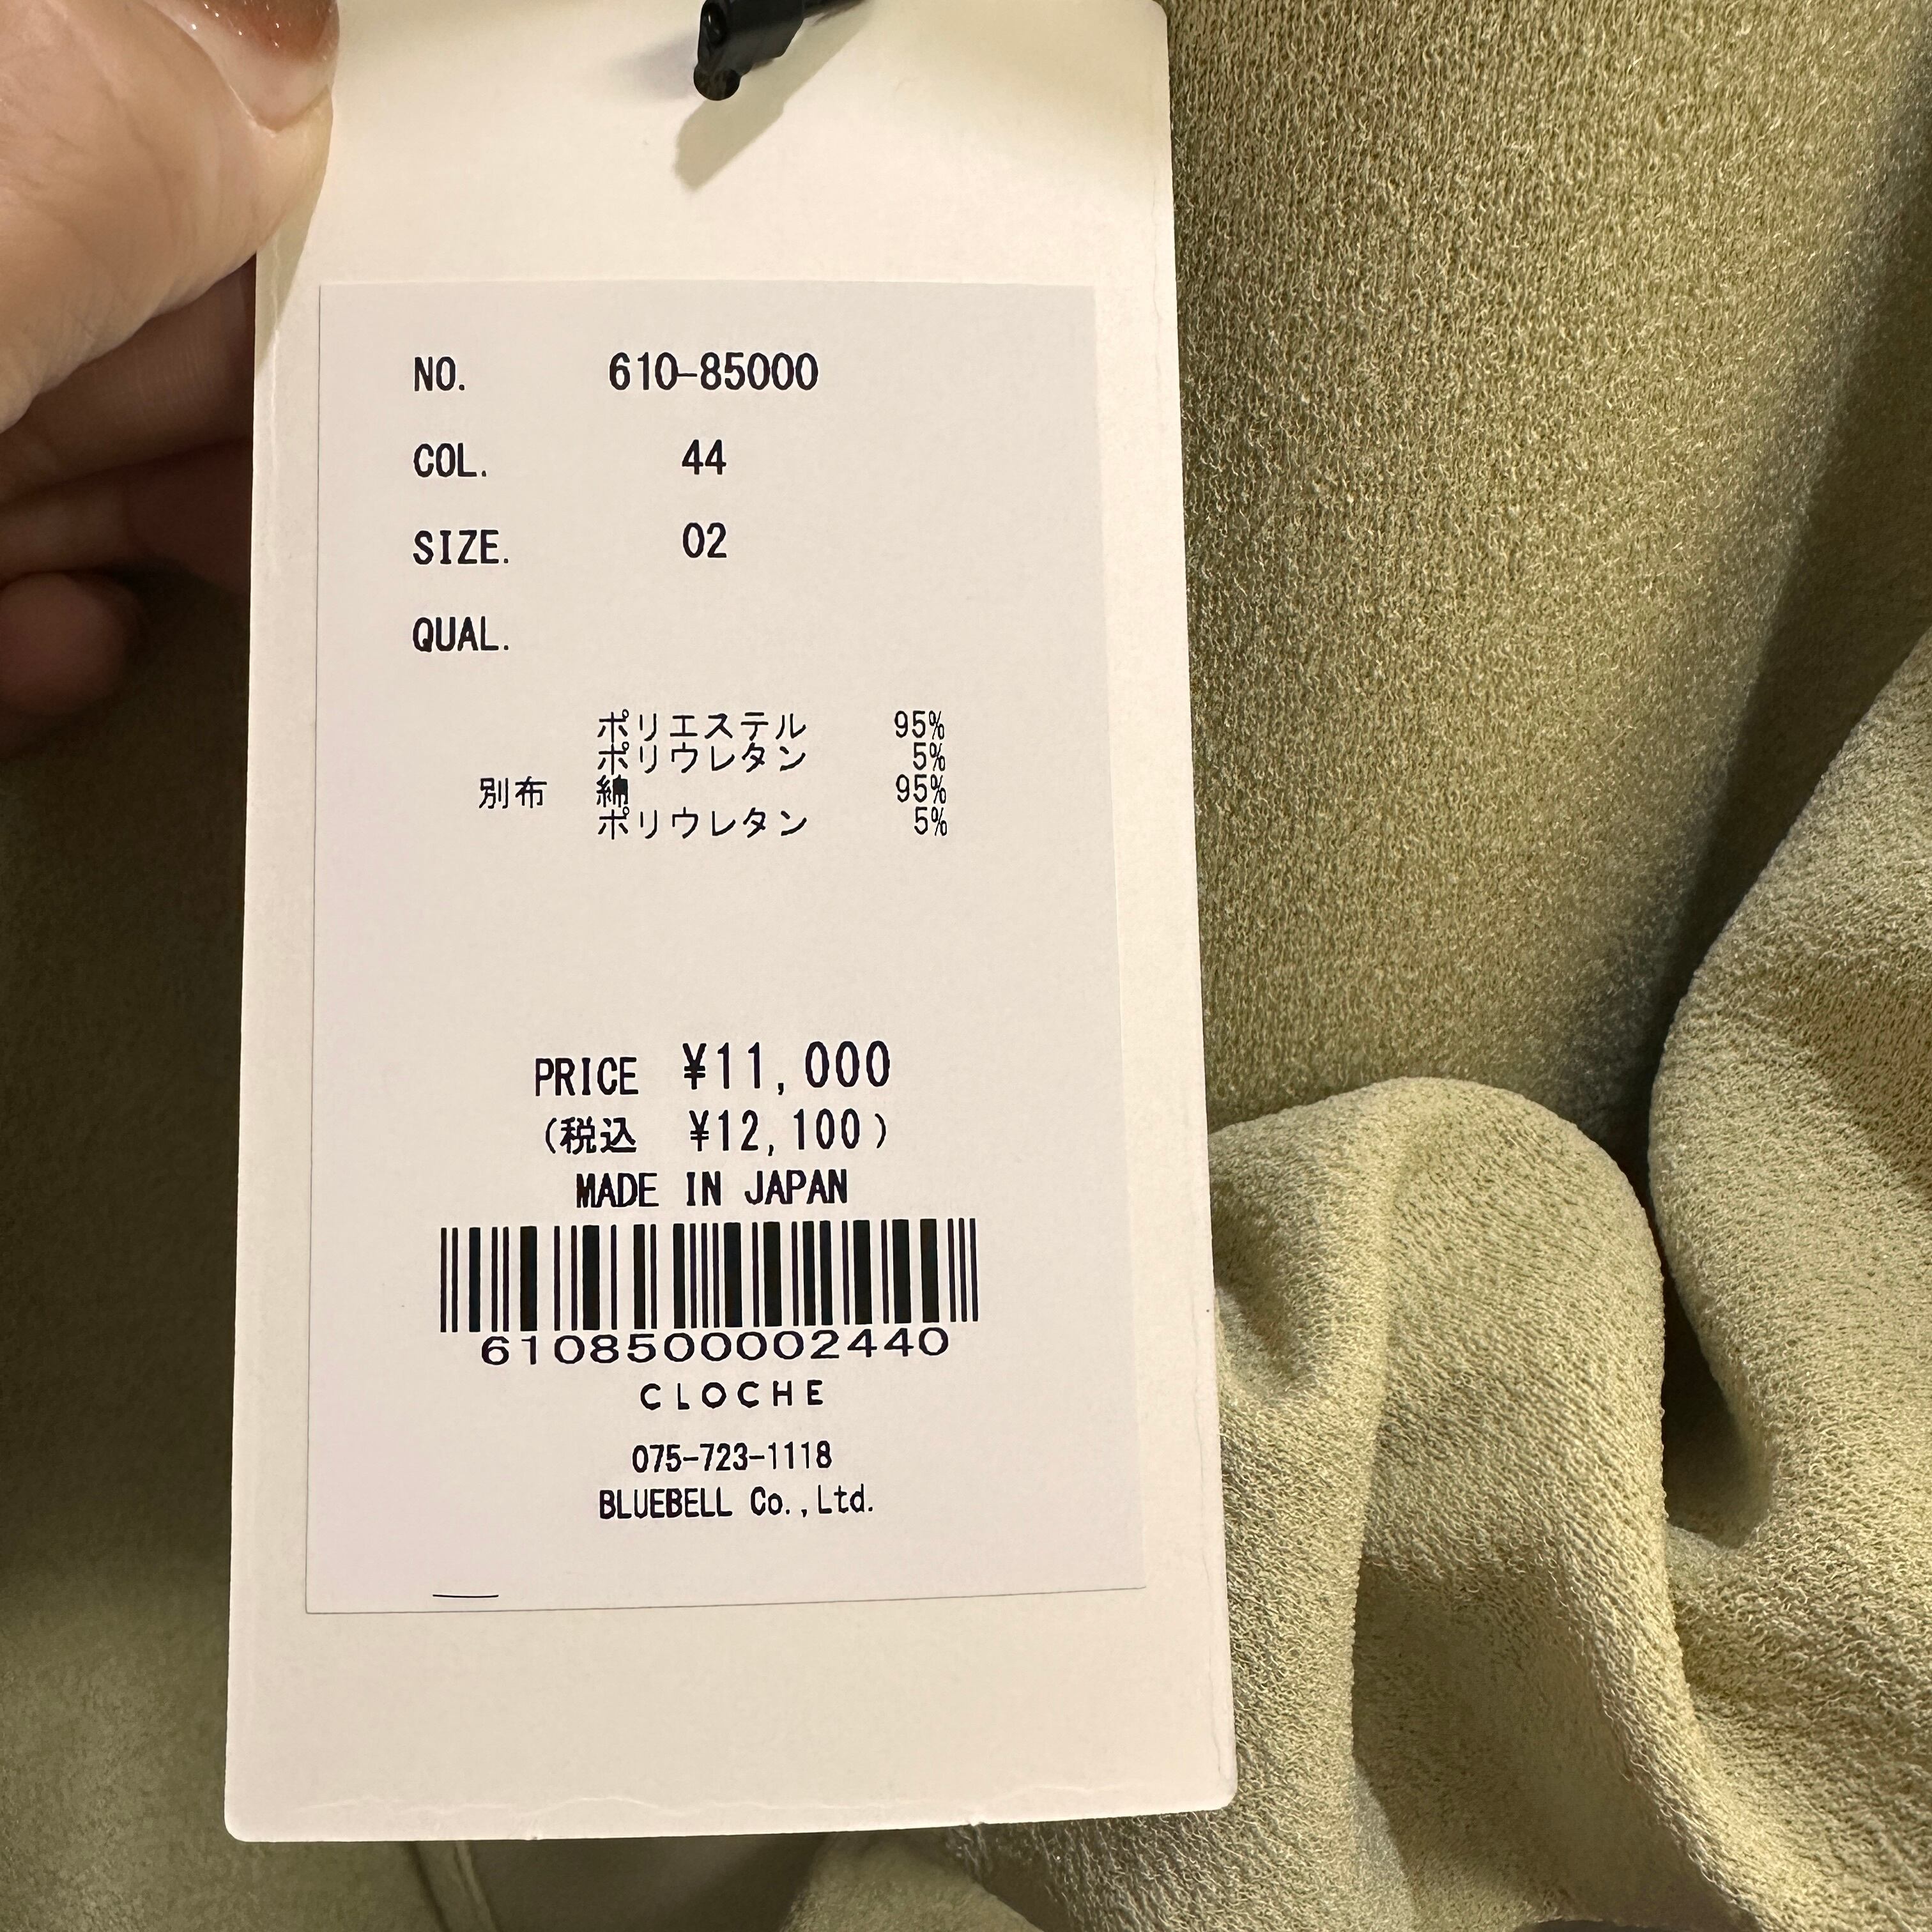 NO. 610-85000
COL. 44
SIZE. 02
QUAL.
ポリエステル 95%
ポリウレタン 5%
別布 綿 95%
ポリウレタン 5%
PRICE ¥11,000
(税込 ¥12,100)
MADE IN JAPAN
6108500002440
CLOCHE
075-723-1118
BLUEBELL Co.,Ltd.